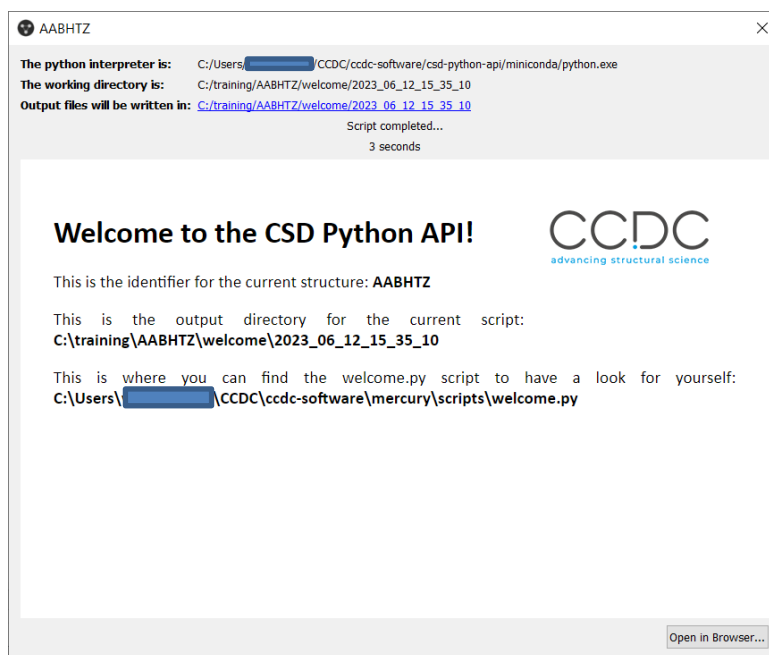 AABHTZ
The python interpreter is: C:/Users/ /CCDC/ccdc-software/csd-python-api/miniconda/python.exe
The working directory is: C:/training/AABHTZ/welcome/2023_06_12_15_35_10
Output files will be written in: C:/training/AABHTZ/welcome/2023_06_12_15_35_10
Script completed...
3 seconds
Welcome to the CSD Python API!
CCDC
advancing structural science
This is the identifier for the current structure: AABHTZ
This is the output directory for the current script:
C:\training\AABHTZ\welcome\2023_06_12_15_35_10
This is where you can find the welcome.py script to have a look for yourself:
C:\Users\ \CCDC\ccdc-software\mercury\scripts\welcome.py
Open in Browser...